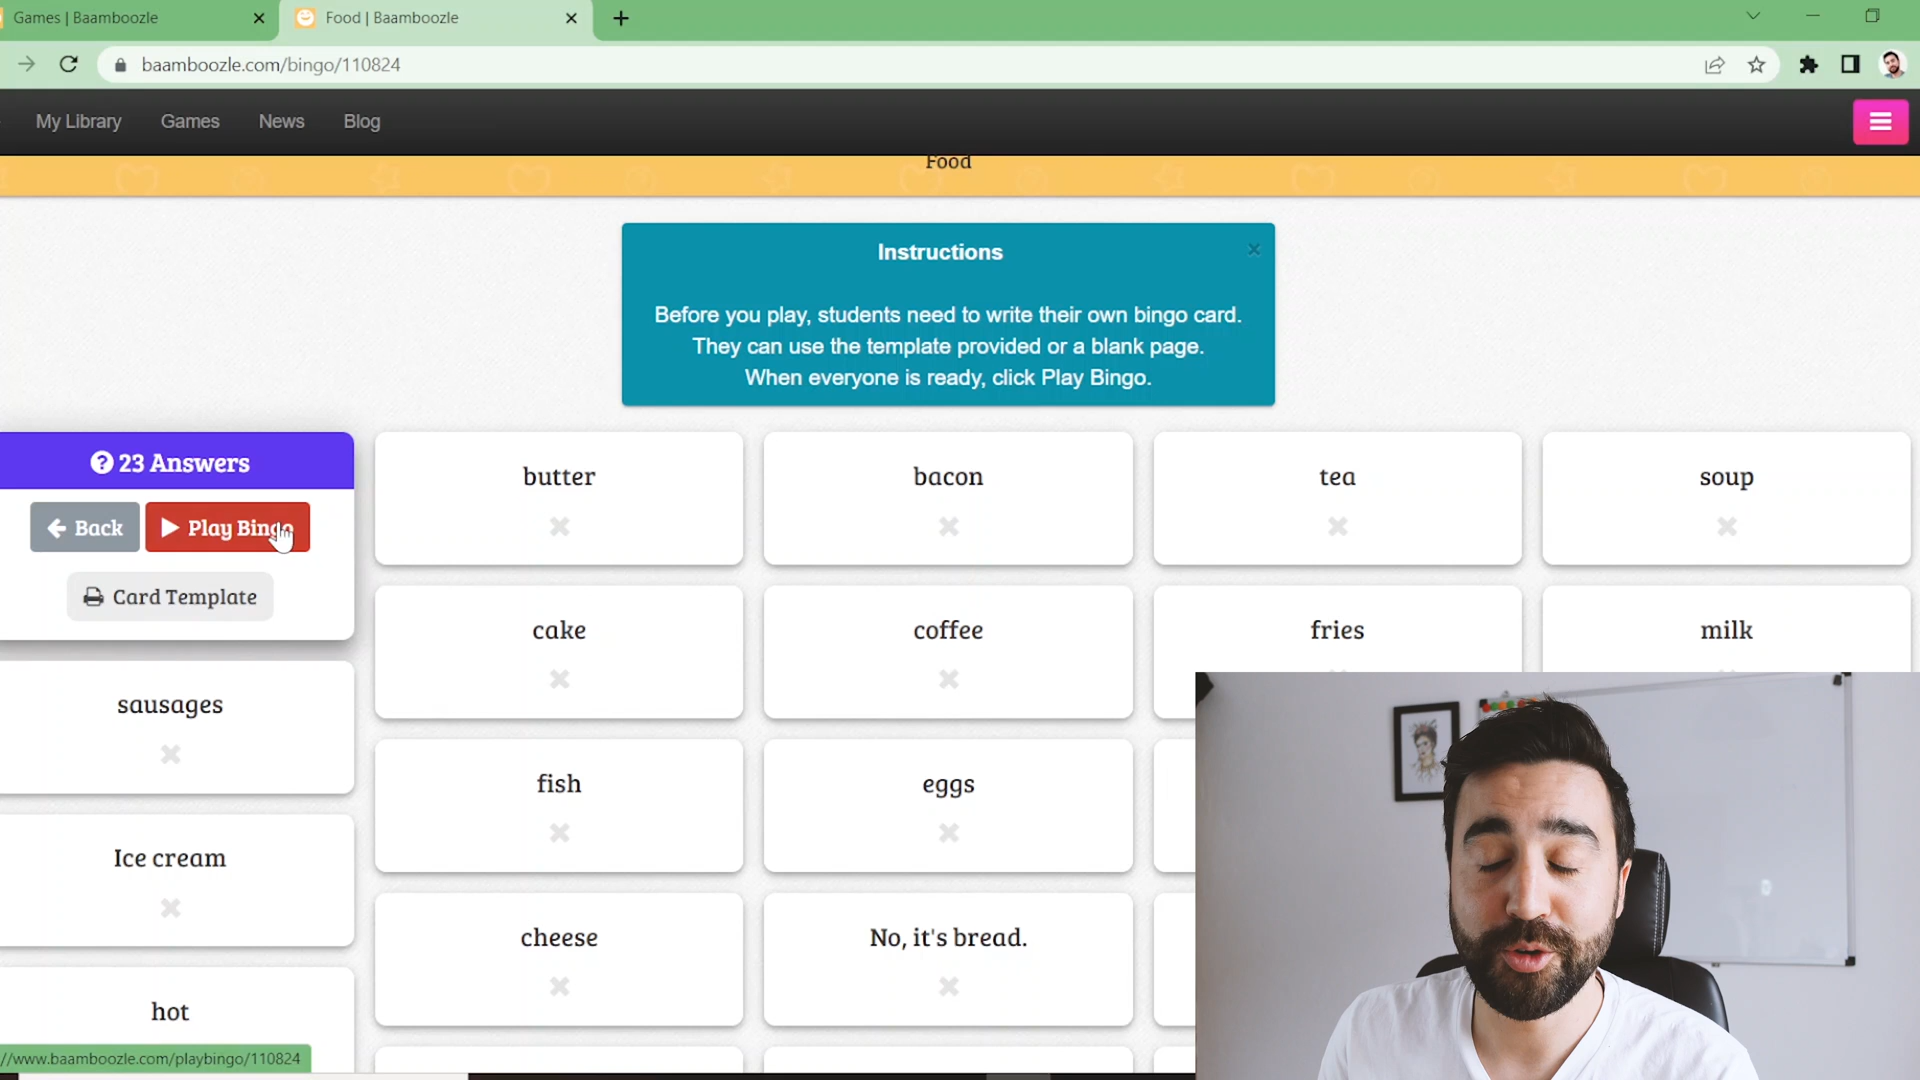 Games | Baamboozle
Food | Baamboozle
baamboozle.com/bingo/110824
My Library Games News Blog
Food
Instructions
Before you play, students need to write their own bingo card.
They can use the template provided or a blank page.
When everyone is ready, click Play Bingo.
23 Answers
Back Play Bingo
Card Template
butter
bacon
tea
soup
cake
coffee
fries
milk
sausages
fish
eggs
Ice cream
cheese
No, it's bread.
hot
//www.baamboozle.com/playbingo/110824